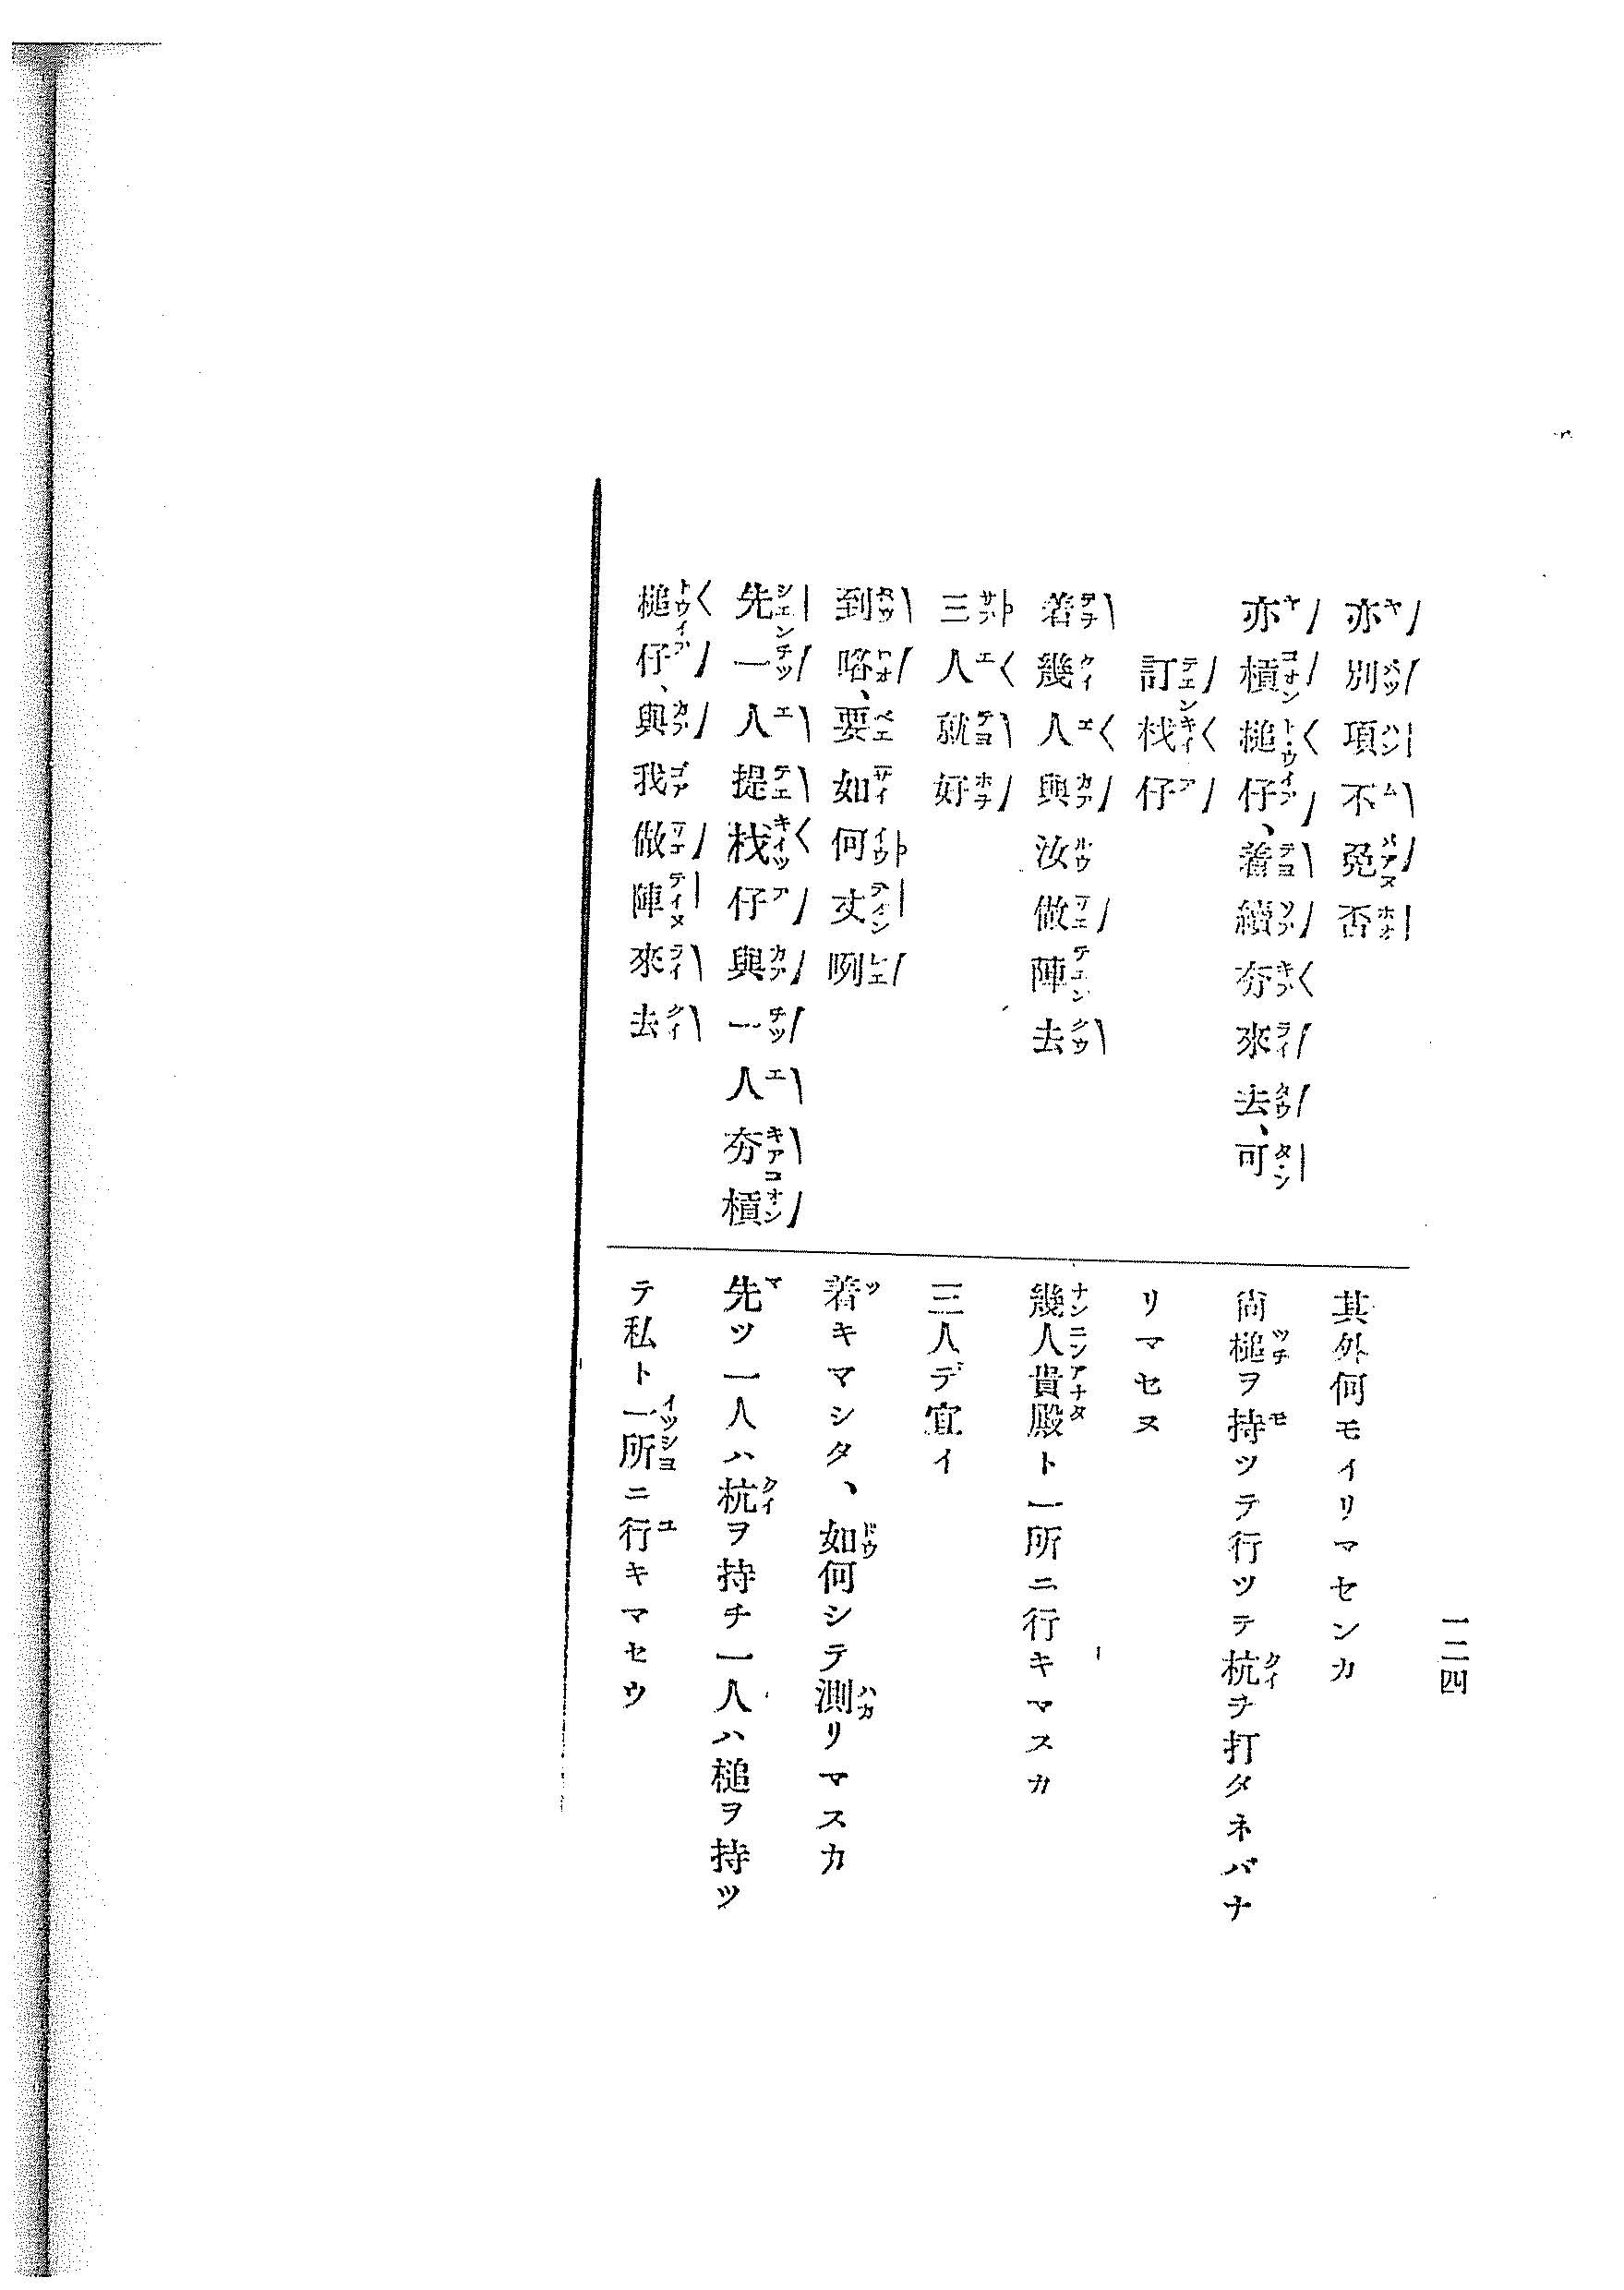 一二四
亦別項不免否
其外何モイリマセンカ
亦槓槌仔、著續夯來去、可
訂栈仔
尙槌ヲ持ツテ行ツテ杭ヲ打タネバナ
リマセヌ
着幾人與汝做陣去
幾人貴殿ト一所ニ行キマスカ
三人就好
三人デ宜イ
到咯、要如何丈咧
着キマシタ、如何シテ測リマスカ
先一人提栈仔與一人夯槓
槌仔、與我做陣來去
先ツ一人ハ杭ヲ持チ一人ハ槌ヲ持ツ
テ私ト一所ニ行キマセウ